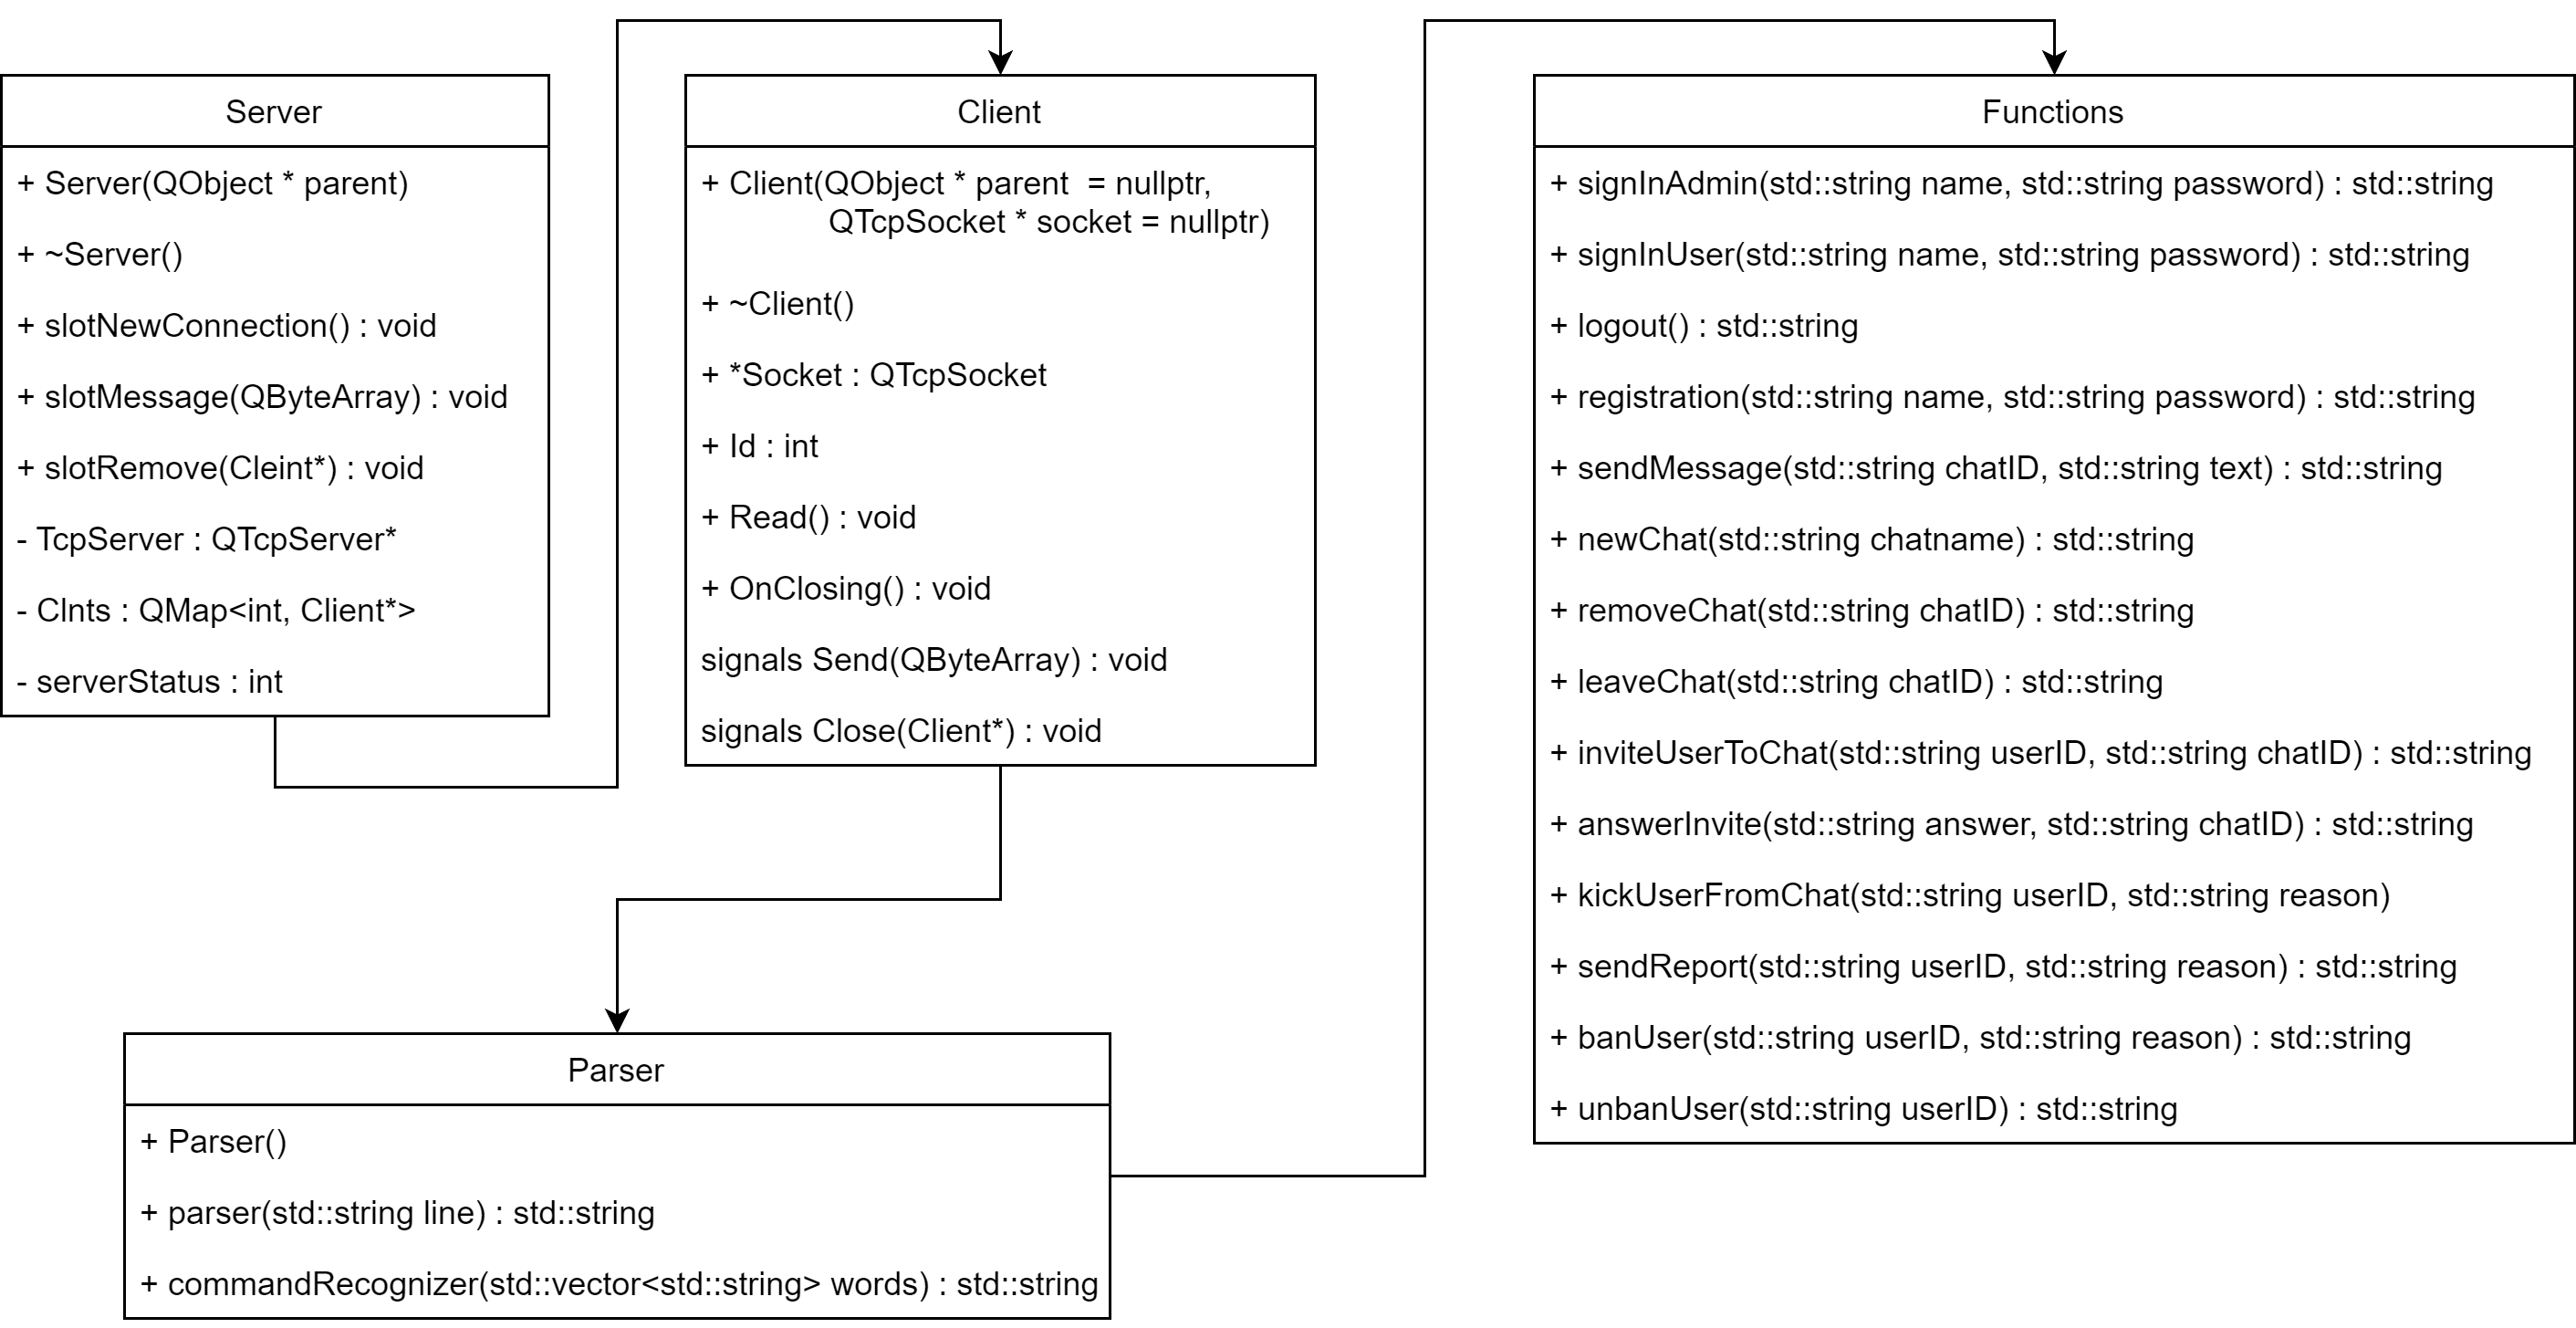 Server
+ Server(QObject * parent)
+ ~Server()
+ slotNewConnection() : void
+ slotMessage(QByteArray) : void
+ slotRemove(Cleint*) : void
- TcpServer : QTcpServer*
- Clnts : QMap<int, Client*>
- serverStatus : int
Client
+ Client(QObject * parent  = nullptr,
QTcpSocket * socket = nullptr)
+ ~Client()
+ *Socket : QTcpSocket
+ Id : int
+ Read() : void
+ OnClosing() : void
signals Send(QByteArray) : void
signals Close(Client*) : void
Functions
+ signInAdmin(std::string name, std::string password) : std::string
+ signInUser(std::string name, std::string password) : std::string
+ logout() : std::string
+ registration(std::string name, std::string password) : std::string
+ sendMessage(std::string chatID, std::string text) : std::string
+ newChat(std::string chatname) : std::string
+ removeChat(std::string chatID) : std::string
+ leaveChat(std::string chatID) : std::string
+ inviteUserToChat(std::string userID, std::string chatID) : std::string
+ answerInvite(std::string answer, std::string chatID) : std::string
+ kickUserFromChat(std::string userID, std::string reason)
+ sendReport(std::string userID, std::string reason) : std::string
+ banUser(std::string userID, std::string reason) : std::string
+ unbanUser(std::string userID) : std::string
Parser
+ Parser()
+ parser(std::string line) : std::string
+ commandRecognizer(std::vector<std::string> words) : std::string